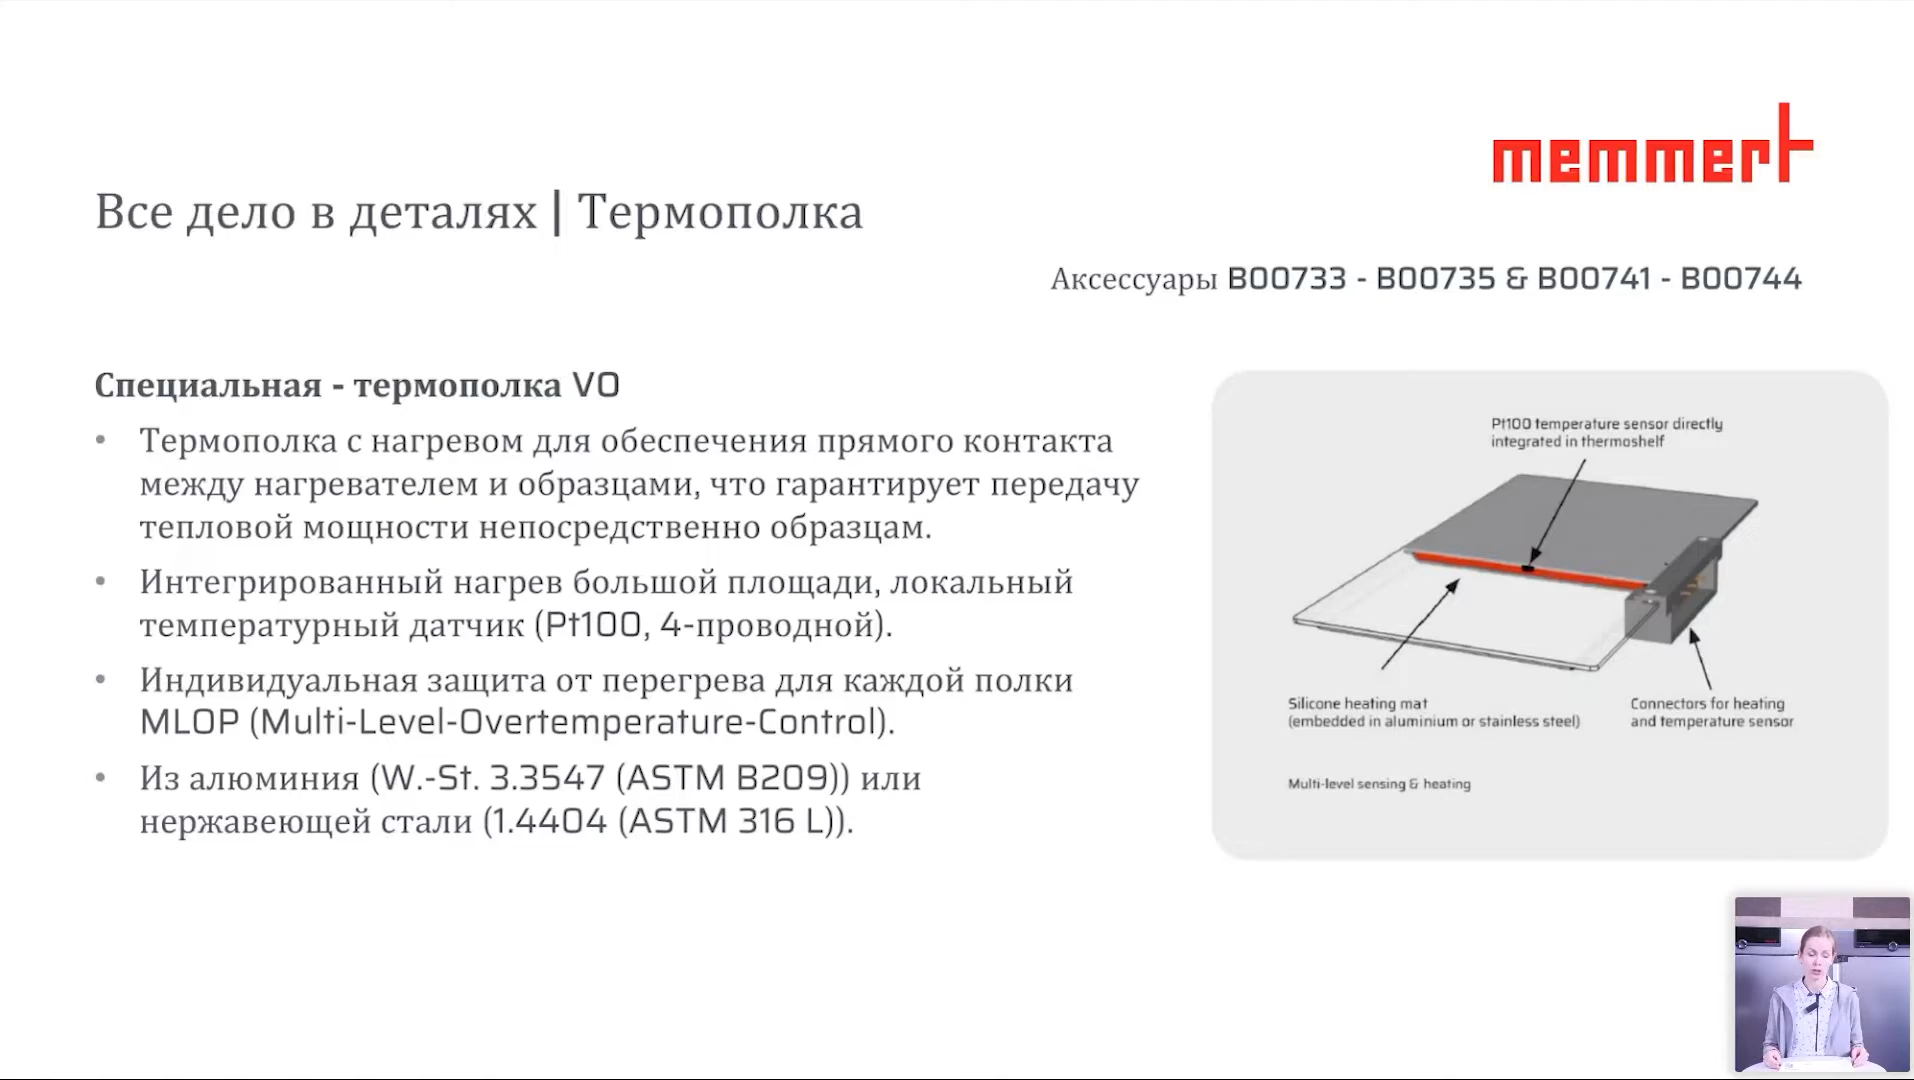 memmert
Все дело в деталях | Термополка
Аксессуары B00733 - B00735 & B00741 - B00744
Специальная - термополка VO
• Термополка с нагревом для обеспечения прямого контакта
между нагревателем и образцами, что гарантирует передачу
тепловой мощности непосредственно образцам.
• Интегрированный нагрев большой площади, локальный
температурный датчик (Pt100, 4-проводной).
• Индивидуальная защита от перегрева для каждой полки
MLOP (Multi-Level-Overtemperature-Control).
• Из алюминия (W.-St. 3.3547 (ASTM B209)) или
нержавеющей стали (1.4404 (ASTM 316 L)).
Pt100 temperature sensor directly
integrated in thermoshelf
Silicone heating mat
(embedded in aluminium or stainless steel)
Connectors for heating
and temperature sensor
Multi-level sensing & heating